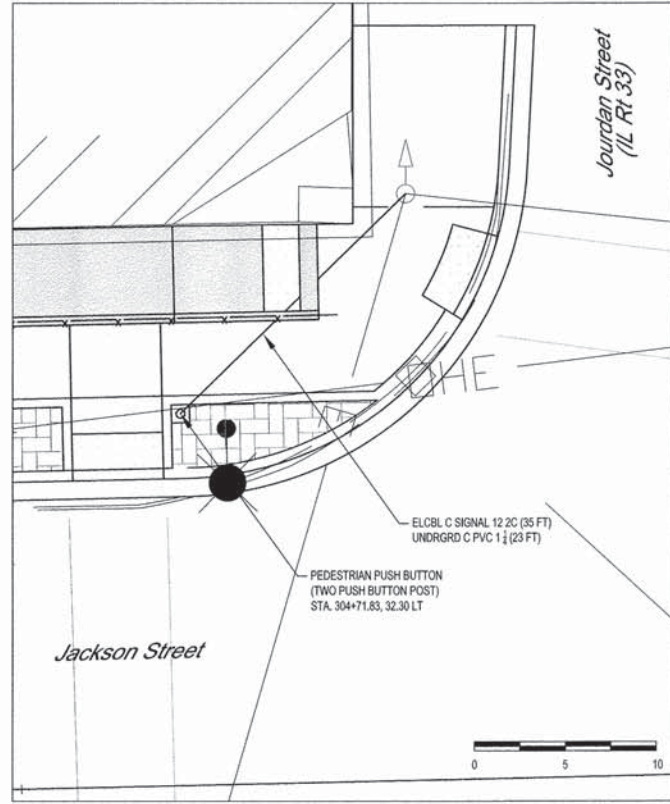 Jourdan Street
(IL Rt 33)
OHE
ELCBL C SIGNAL 12 2C (35 FT)
UNDRGRD C PVC 1 1/4 (23 FT)
PEDESTRIAN PUSH BUTTON
(TWO PUSH BUTTON POST)
STA. 304+71.83, 32.30 LT
Jackson Street
0 5 10